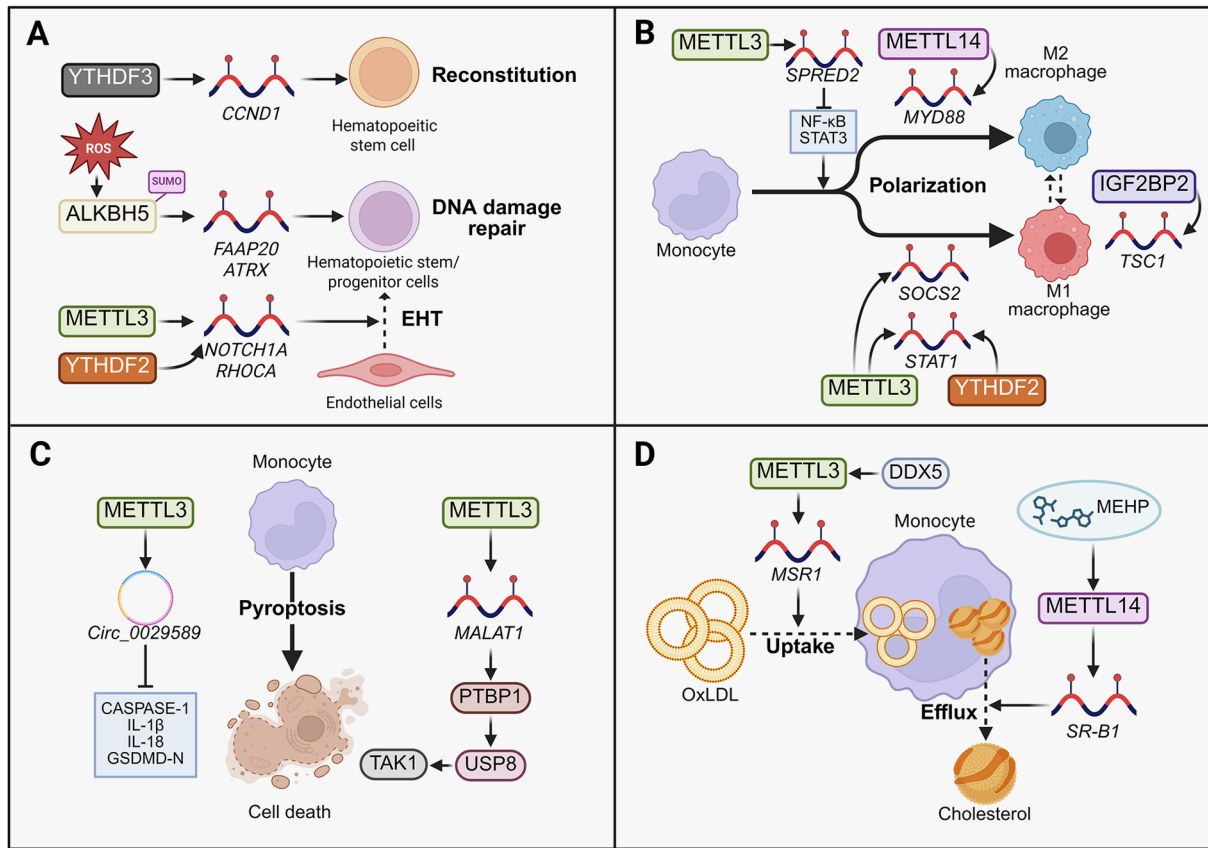 A
YTHDF3
CCND1
Hematopoeitic
stem cell
Reconstitution
ROS
SUMO
ALKBH5
FAAP20
ATRX
Hematopoietic stem/
progenitor cells
DNA damage
repair
METTL3
YTHDF2
NOTCH1A
RHOCA
EHT
Endothelial cells
B
METTL3
SPRED2
METTL14
MYD88
M2
macrophage
NF-κB
STAT3
Monocyte
Polarization
IGF2BP2
TSC1
SOCS2
M1
macrophage
STAT1
METTL3
YTHDF2
C
Monocyte
METTL3
Circ_0029589
CASPASE-1
IL-1β
IL-18
GSDMD-N
Pyroptosis
Cell death
METTL3
MALAT1
PTBP1
USP8
TAK1
D
METTL3
DDX5
MSR1
Monocyte
MEHP
METTL14
OxLDL
Uptake
Efflux
SR-B1
Cholesterol